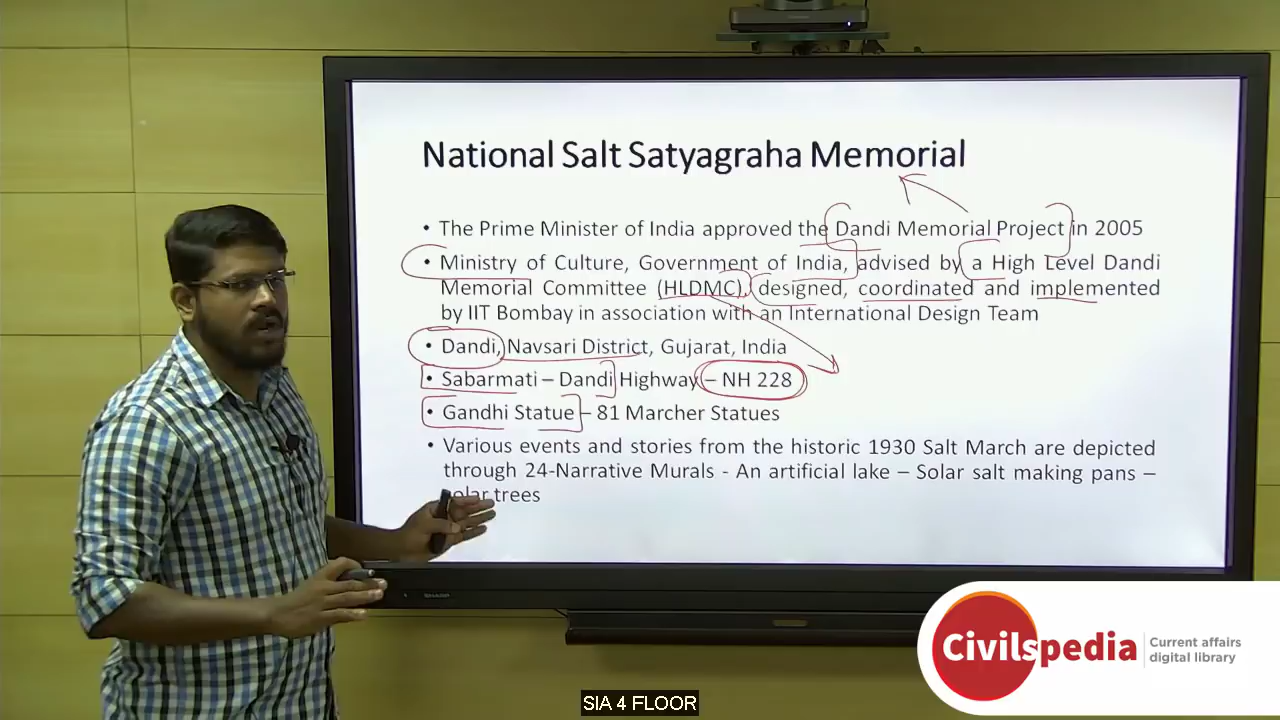 National Salt Satyagraha Memorial
• The Prime Minister of India approved the Dandi Memorial Project in 2005
• Ministry of Culture, Government of India, advised by a High Level Dandi
Memorial Committee (HLDMC), designed, coordinated and implemented
by IIT Bombay in association with an International Design Team
• Dandi, Navsari District, Gujarat, India
• Sabarmati – Dandi Highway – NH 228
• Gandhi Statue – 81 Marcher Statues
• Various events and stories from the historic 1930 Salt March are depicted
through 24-Narrative Murals - An artificial lake – Solar salt making pans –
solar trees
SHARP
Civilspedia
Current affairs
digital library
SIA 4 FLOOR